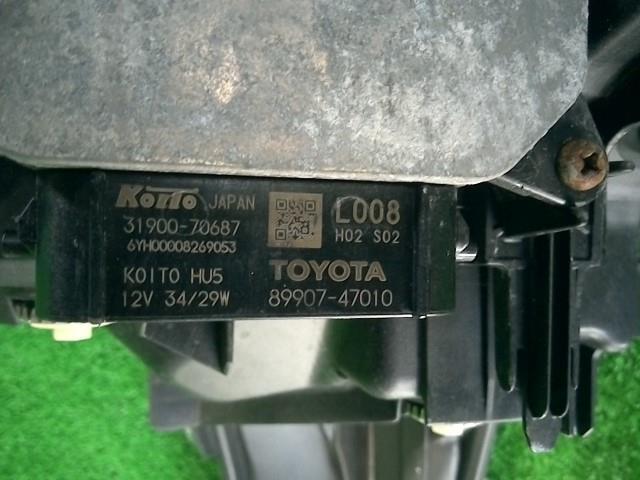 KOITO JAPAN
31900-70687
6YH00008269053
KOITO HU5
12V 34/29W
L008
H02 S02
TOYOTA
89907-47010